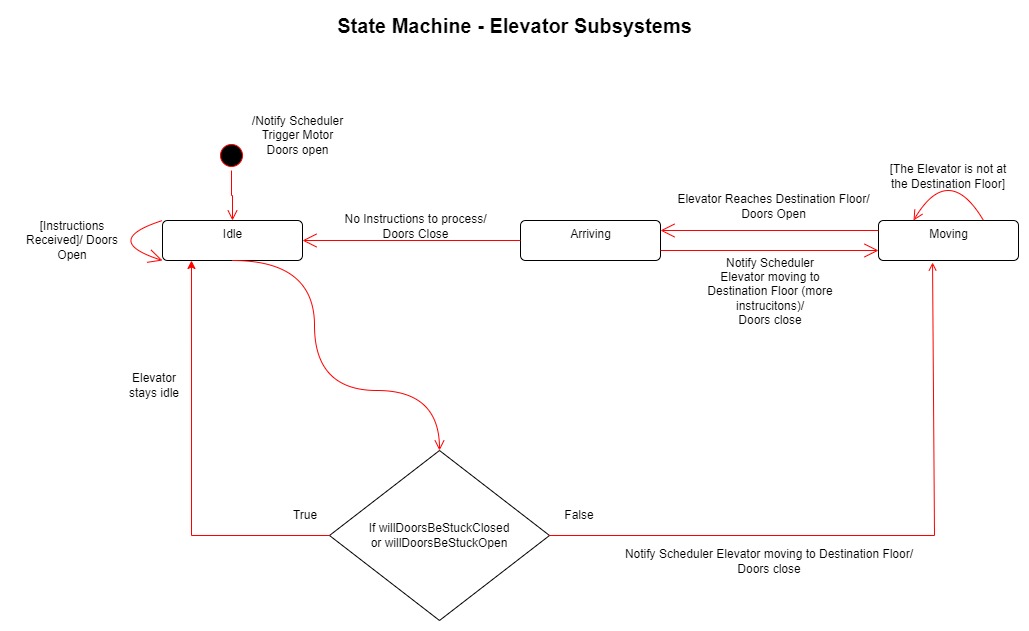 State Machine - Elevator Subsystems
/Notify Scheduler
Trigger Motor
Doors open
[The Elevator is not at
the Destination Floor]
[Instructions
Received]/ Doors
Open
Idle
No Instructions to process/
Doors Close
Arriving
Elevator Reaches Destination Floor/
Doors Open
Moving
Notify Scheduler
Elevator moving to
Destination Floor (more
instrucitons)/
Doors close
Elevator
stays idle
True
If willDoorsBeStuckClosed
or willDoorsBeStuckOpen
False
Notify Scheduler Elevator moving to Destination Floor/
Doors close